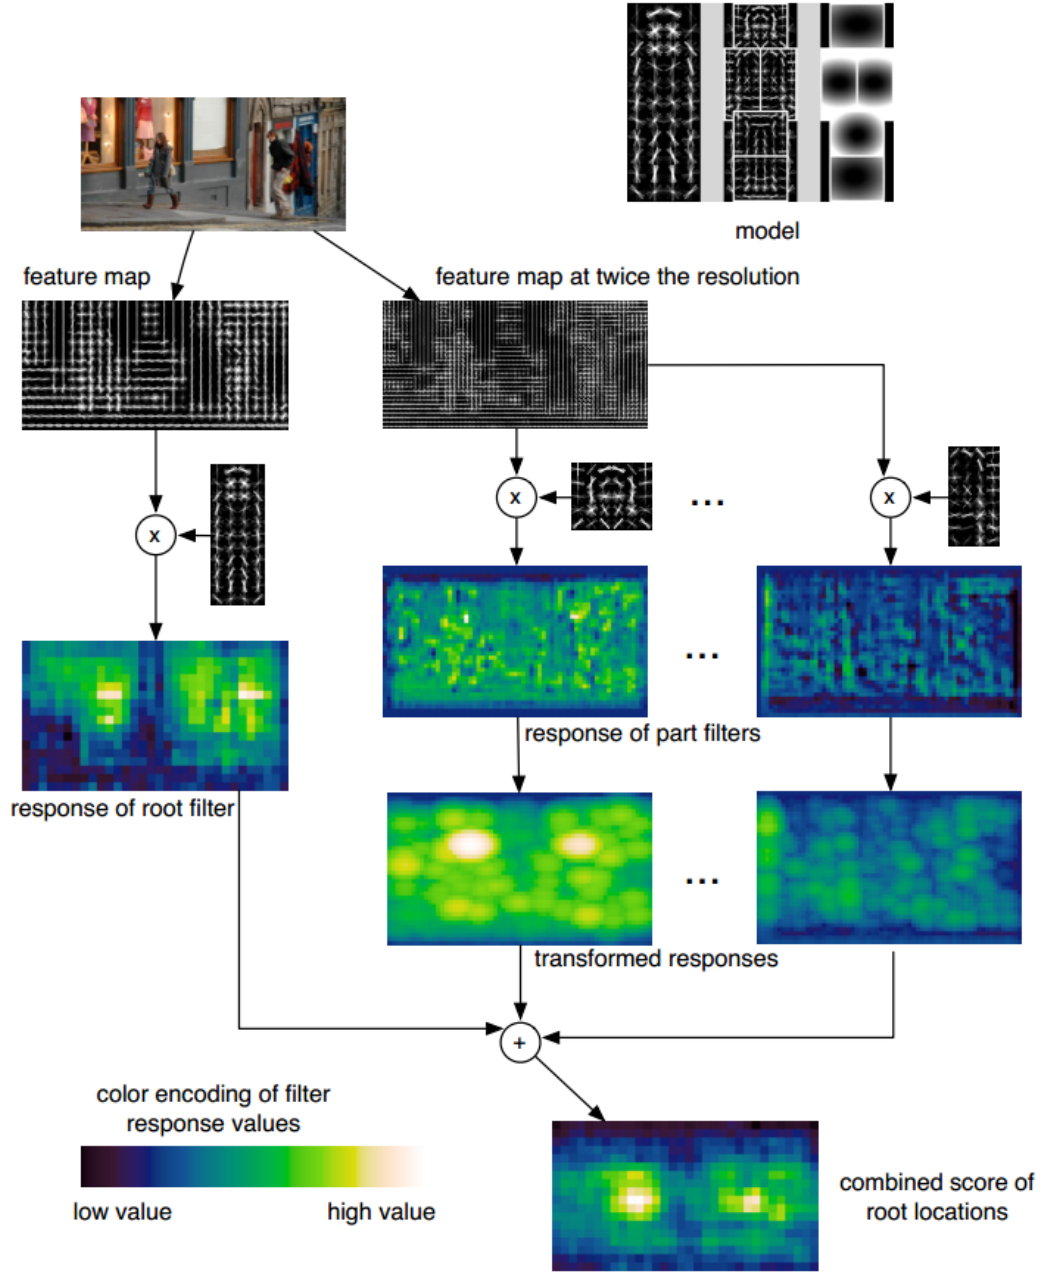 model
feature map
feature map at twice the resolution
x
x
...
x
...
response of part filters
response of root filter
...
transformed responses
+
color encoding of filter
response values
low value
high value
combined score of
root locations